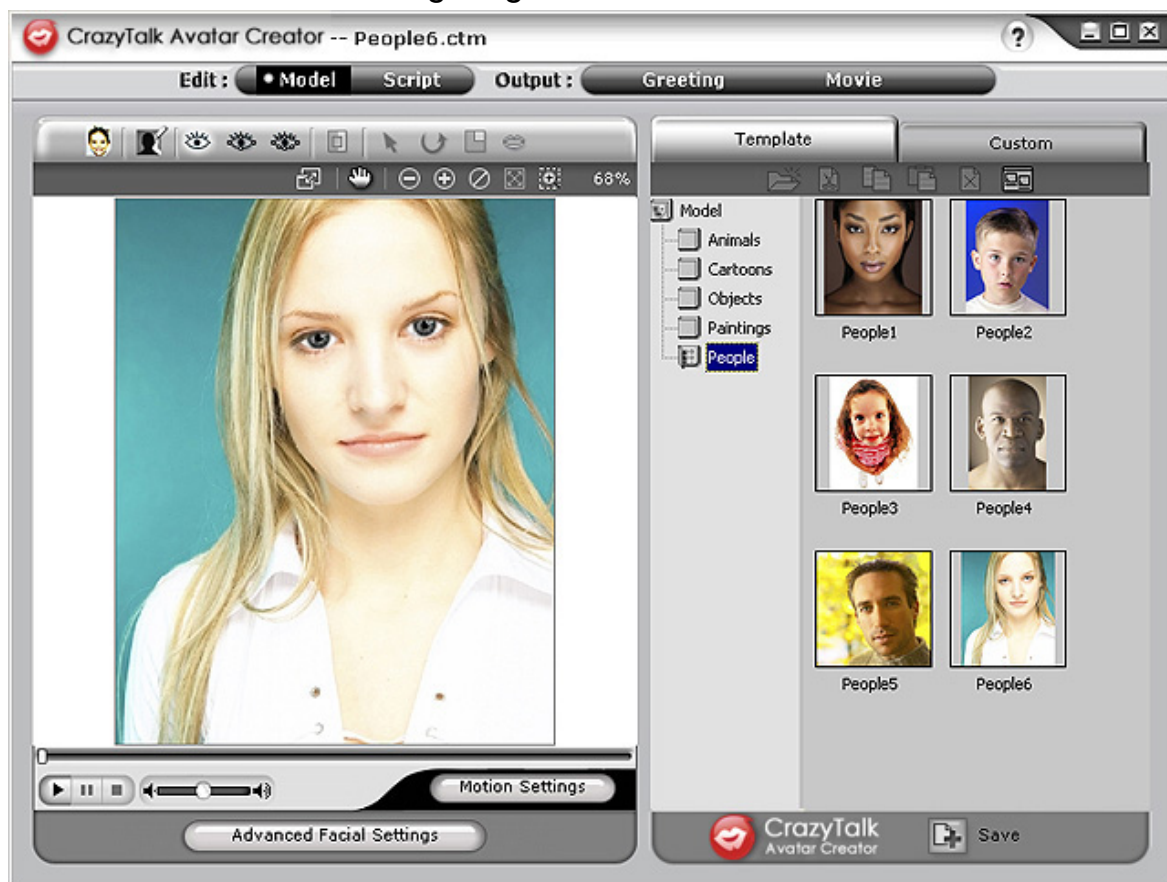 CrazyTalk Avatar Creator -- People6.ctm
?
Edit : Model Script Output : Greeting Movie
Template Custom
68%
Model
Animals
Cartoons
Objects
Paintings
People
People1 People2
People3 People4
People5 People6
Motion Settings
Advanced Facial Settings
CrazyTalk
Avatar Creator
Save